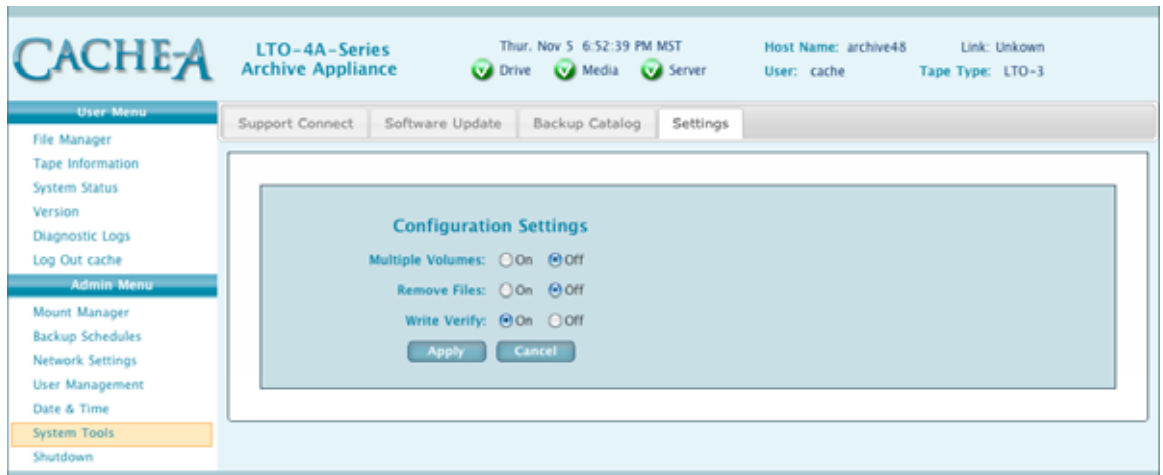 CACHE-A
LTO-4A-Series
Archive Appliance
Thur. Nov 5 6:52:39 PM MST
Drive Media Server
Host Name: archive48 Link: Unkown
User: cache Tape Type: LTO-3
User Menu
File Manager
Tape Information
System Status
Version
Diagnostic Logs
Log Out cache
Admin Menu
Mount Manager
Backup Schedules
Network Settings
User Management
Date & Time
System Tools
Shutdown
Support Connect Software Update Backup Catalog Settings
Configuration Settings
Multiple Volumes: On Off
Remove Files: On Off
Write Verify: On Off
Apply Cancel